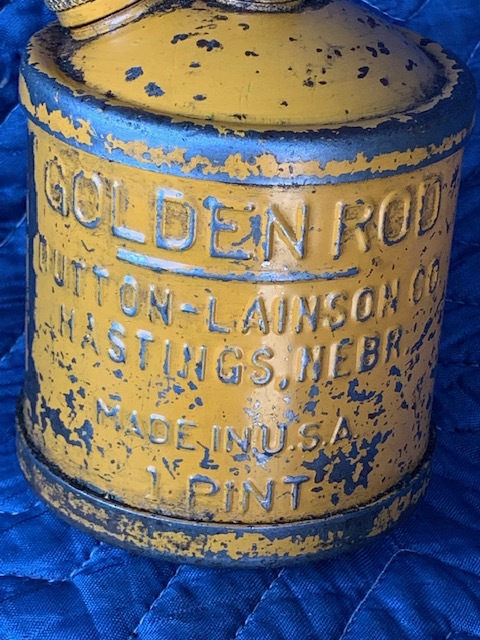 GOLDEN ROD
DUTTON-LAINSON CO
HASTINGS, NEBR.
MADE IN U.S.A
1 PINT